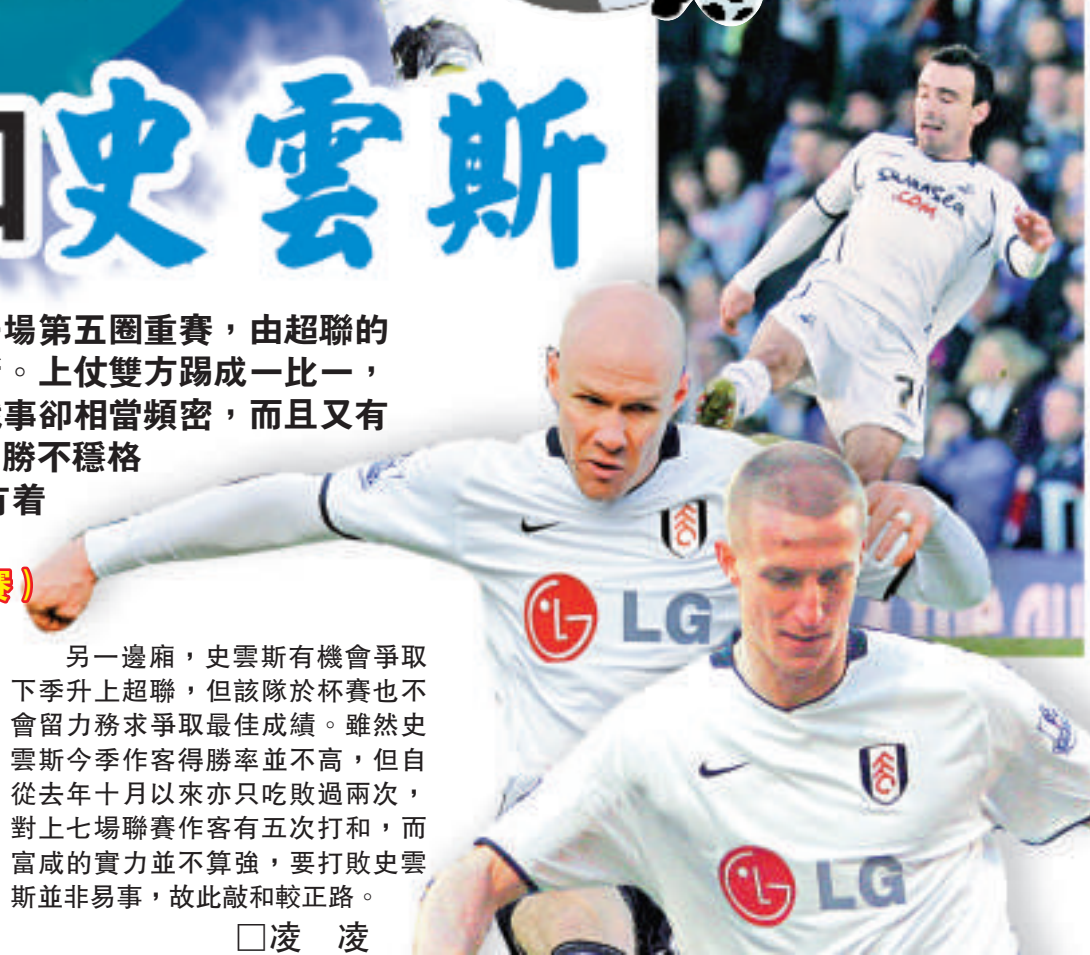 史雲斯
場第五圈重賽，由超聯的
。上仗雙方踢成一比一，
事卻相當頻密，而且又有
勝不穩格
有着
賽）
另一邊廂，史雲斯有機會爭取
下季升上超聯，但該隊於杯賽也不
會留力務求爭取最佳成績。雖然史
雲斯今季作客得勝率並不高，但自
從去年十月以來亦只吃敗過兩次，
對上七場聯賽作客有五次打和，而
富咸的實力並不算強，要打敗史雲
斯並非易事，故此敲和較正路。
□凌　凌
swansea
.com
7
LG
LG